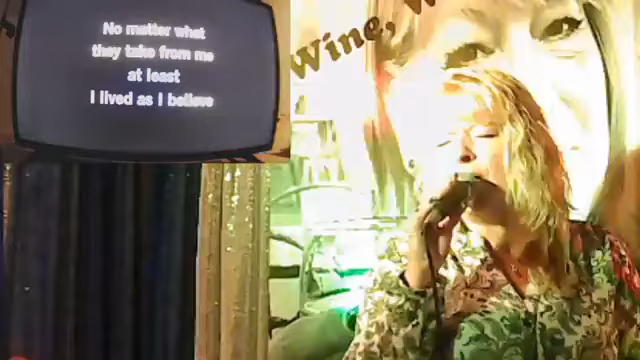 No matter what
they take from me
at least
I lived as I believe
Wine,